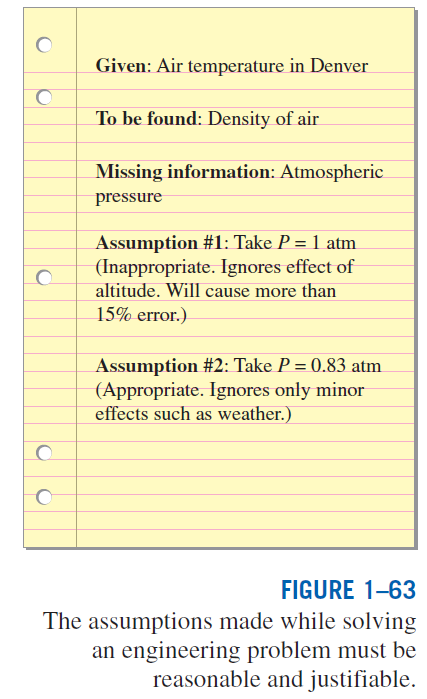 Given: Air temperature in Denver
To be found: Density of air
Missing information: Atmospheric
pressure
Assumption #1: Take P = 1 atm
(Inappropriate. Ignores effect of
altitude. Will cause more than
15% error.)
Assumption #2: Take P = 0.83 atm
(Appropriate. Ignores only minor
effects such as weather.)
FIGURE 1–63
The assumptions made while solving
an engineering problem must be
reasonable and justifiable.